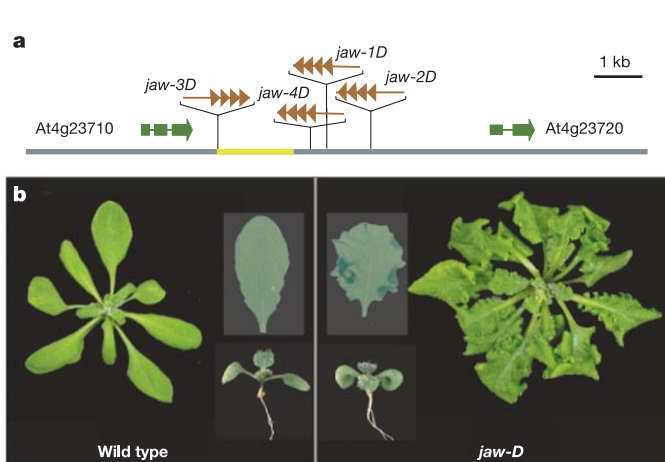 a
1 kb
jaw-1D
jaw-3D
jaw-4D
jaw-2D
At4g23710
At4g23720
b
Wild type
jaw-D